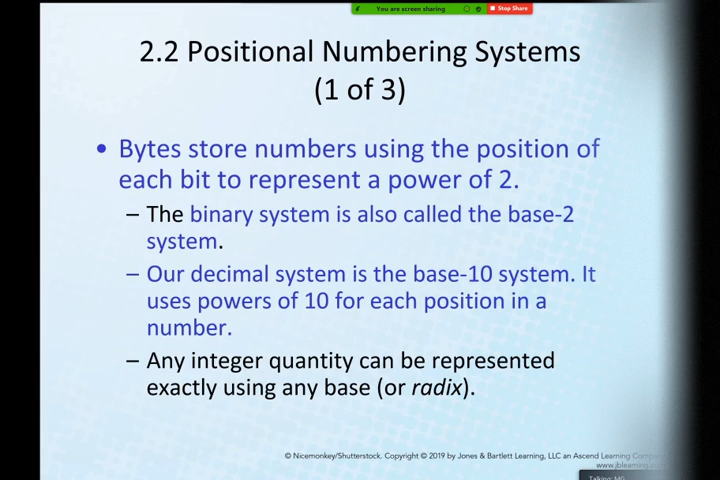 You are screen sharing Stop Share
2.2 Positional Numbering Systems
(1 of 3)
• Bytes store numbers using the position of
each bit to represent a power of 2.
– The binary system is also called the base-2
system.
– Our decimal system is the base-10 system. It
uses powers of 10 for each position in a
number.
– Any integer quantity can be represented
exactly using any base (or radix).
© Nicemonkey/Shutterstock. Copyright © 2019 by Jones & Bartlett Learning, LLC an Ascend Learning
www.jblearning
Talking: